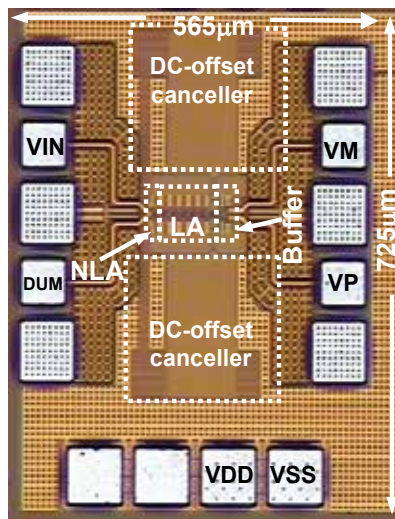 565μm
DC-offset
canceller
VIN
VM
LA
Buffer
NLA
725μm
DUM
VP
DC-offset
canceller
VDD
VSS